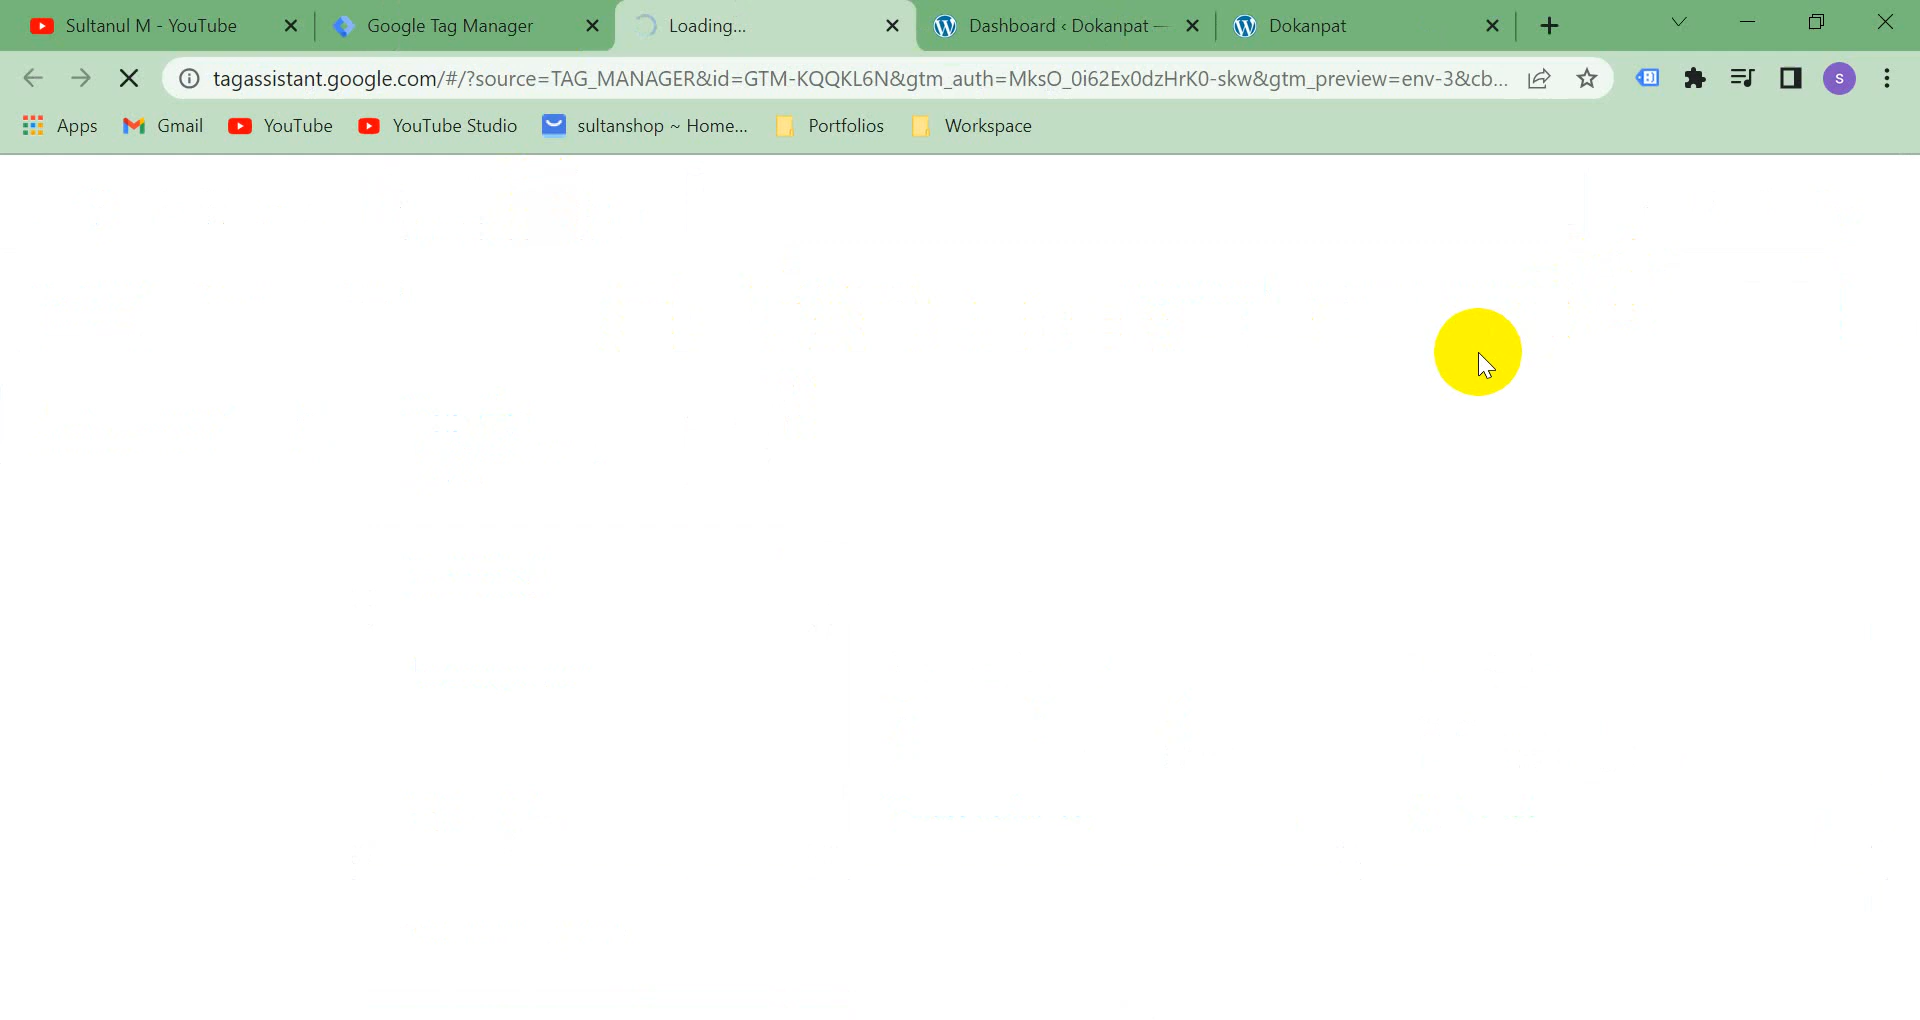 Sultanul M - YouTube
Google Tag Manager
Loading...
Dashboard ‹ Dokanpat —
Dokanpat
tagassistant.google.com/#/?source=TAG_MANAGER&id=GTM-KQQKL6N&gtm_auth=MksO_0i62Ex0dzHrK0-skw&gtm_preview=env-3&cb...
s
Apps
Gmail
YouTube
YouTube Studio
sultanshop ~ Home...
Portfolios
Workspace